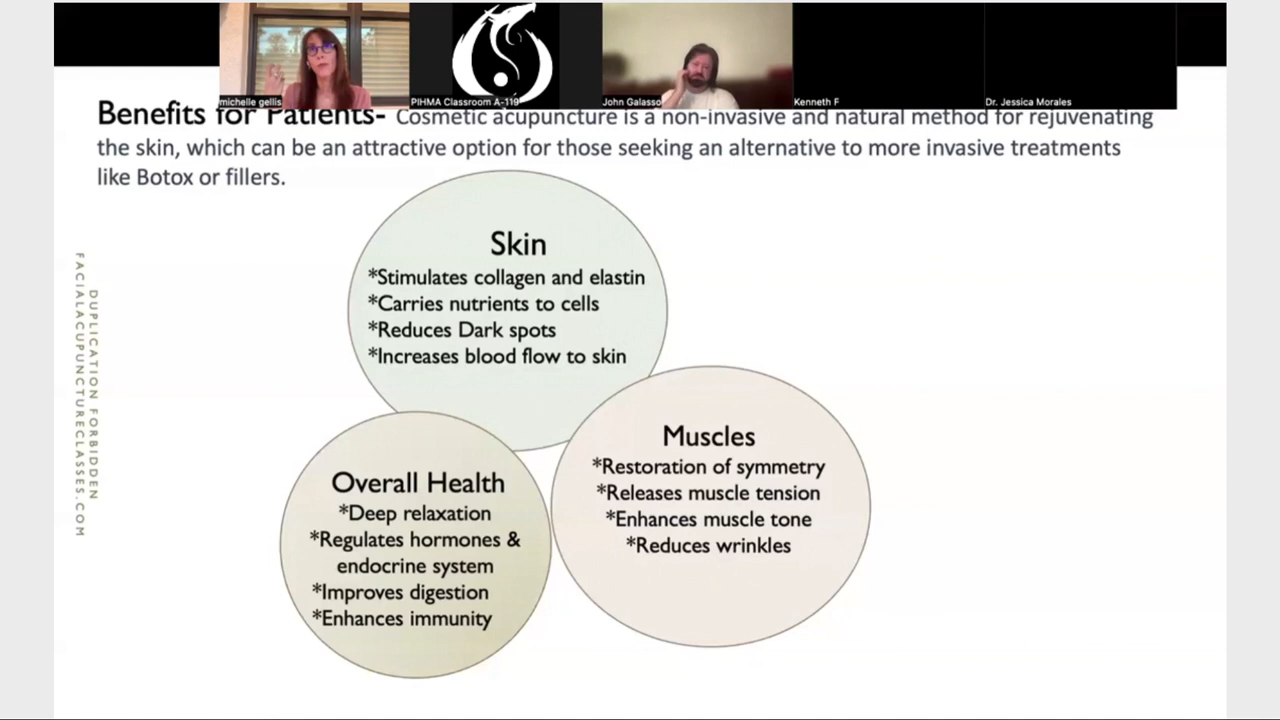 michelle gellis
PIHMA Classroom A-119
John Galasso
Kenneth F
Dr. Jessica Morales
Benefits for Patients- Cosmetic acupuncture is a non-invasive and natural method for rejuvenating
the skin, which can be an attractive option for those seeking an alternative to more invasive treatments
like Botox or fillers.
Skin
*Stimulates collagen and elastin
*Carries nutrients to cells
*Reduces Dark spots
*Increases blood flow to skin
Muscles
*Restoration of symmetry
*Releases muscle tension
*Enhances muscle tone
*Reduces wrinkles
Overall Health
*Deep relaxation
*Regulates hormones &
endocrine system
*Improves digestion
*Enhances immunity
DUPLICATION FORBIDDEN
FACIALACUPUNCTURECLASSES.COM